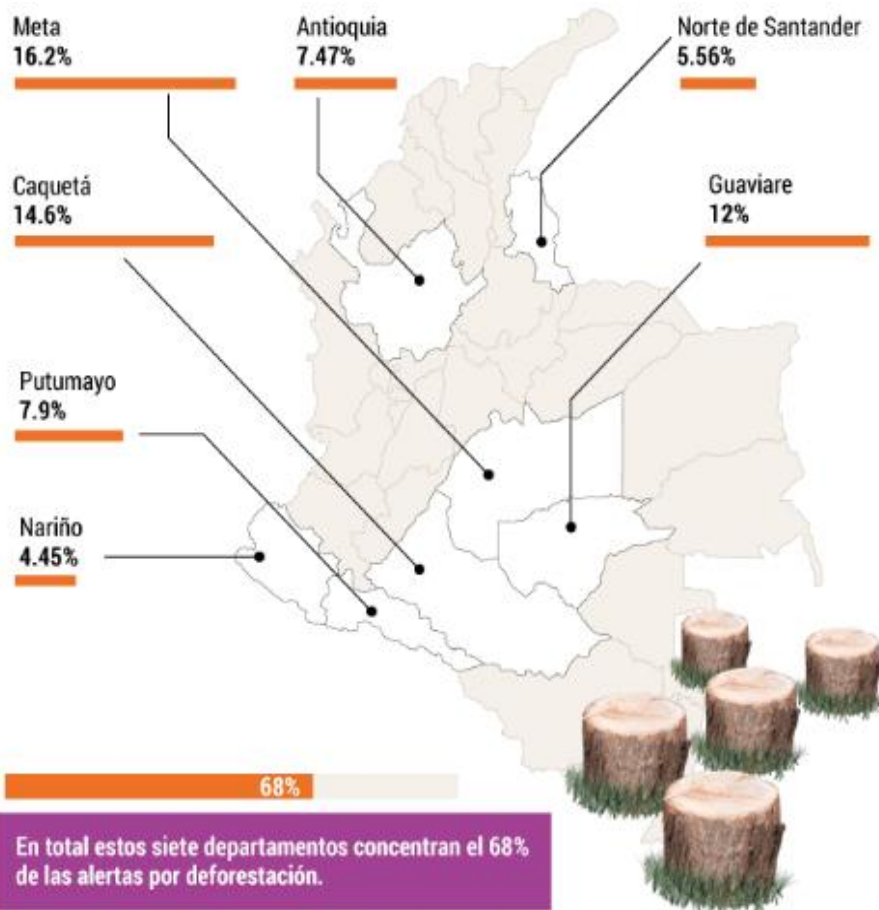 Meta
16.2%
Antioquia
7.47%
Norte de Santander
5.56%
Caquetá
14.6%
Guaviare
12%
Putumayo
7.9%
Nariño
4.45%
68%
En total estos siete departamentos concentran el 68%
de las alertas por deforestación.